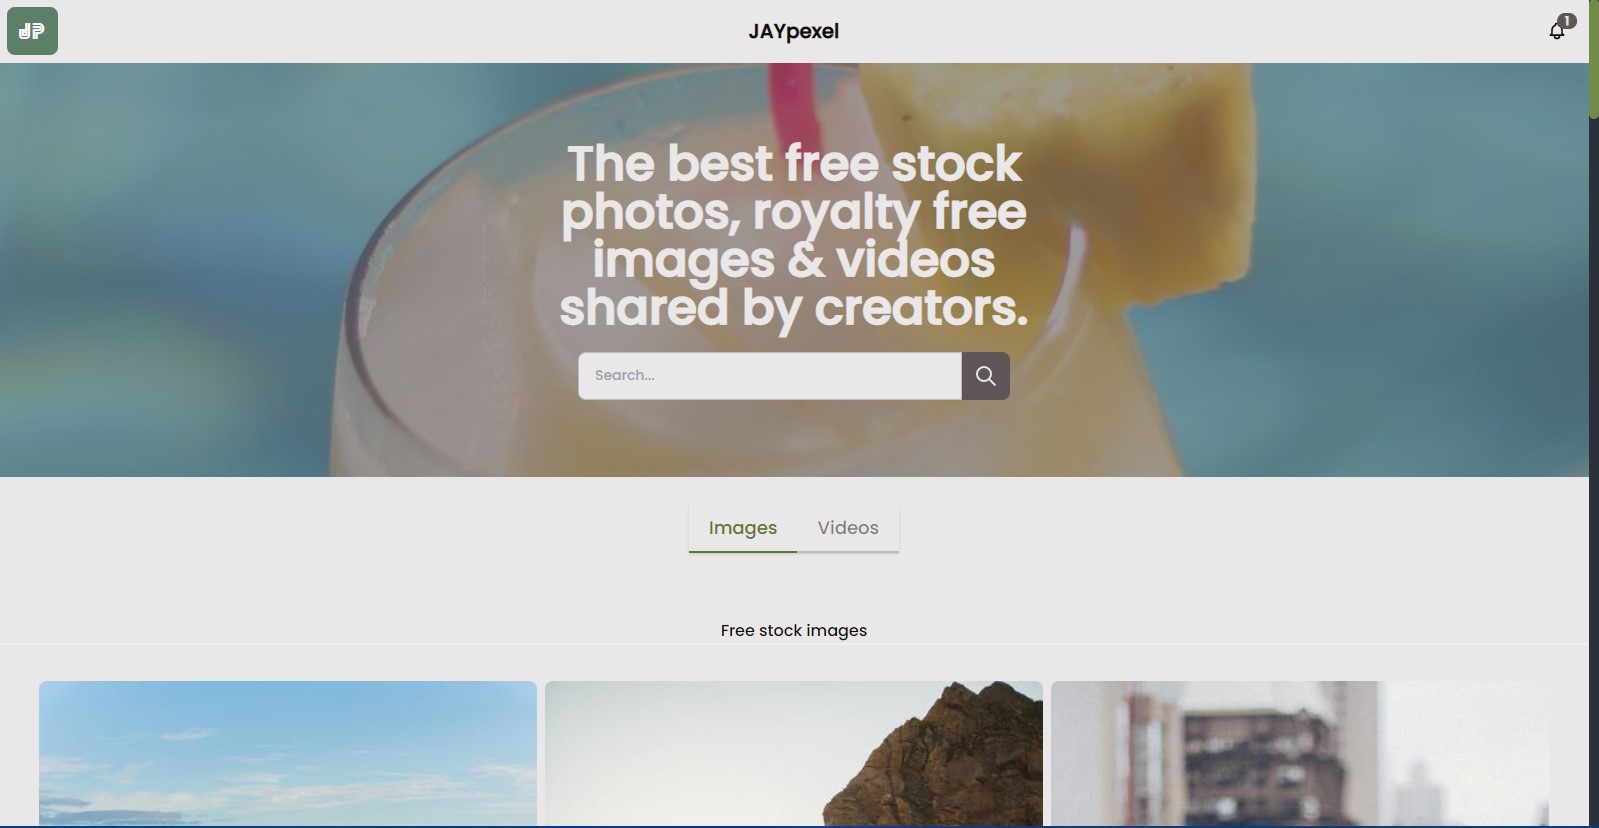 JP
JAYpexel
1
The best free stock
photos, royalty free
images & videos
shared by creators.
Search...
Images
Videos
Free stock images